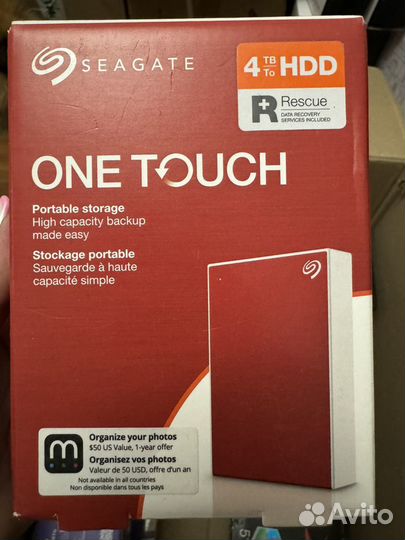 SEAGATE
4 TB To HDD
R Rescue
DATA RECOVERY
SERVICES INCLUDED
ONE TOUCH
Portable storage
High capacity backup
made easy
Stockage portable
Sauvegarde à haute
capacité simple
m
Organize your photos
$50 US Value, 1-year offer
Organisez vos photos
Valeur de 50 USD, offre d'un an
Not available in all countries
Non disponible dans tous les pays
Avito